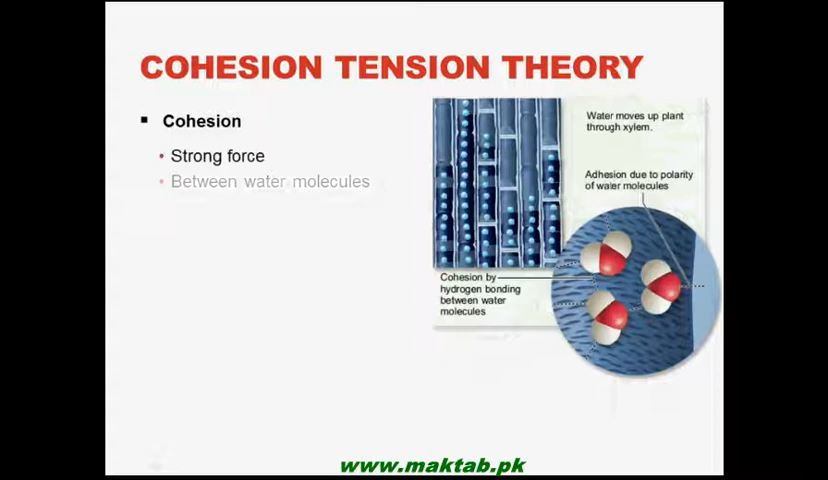 COHESION TENSION THEORY
Cohesion
Strong force
Between water molecules
Water moves up plant
through xylem.
Adhesion due to polarity
of water molecules
Cohesion by
hydrogen bonding
between water
molecules
www.maktab.pk